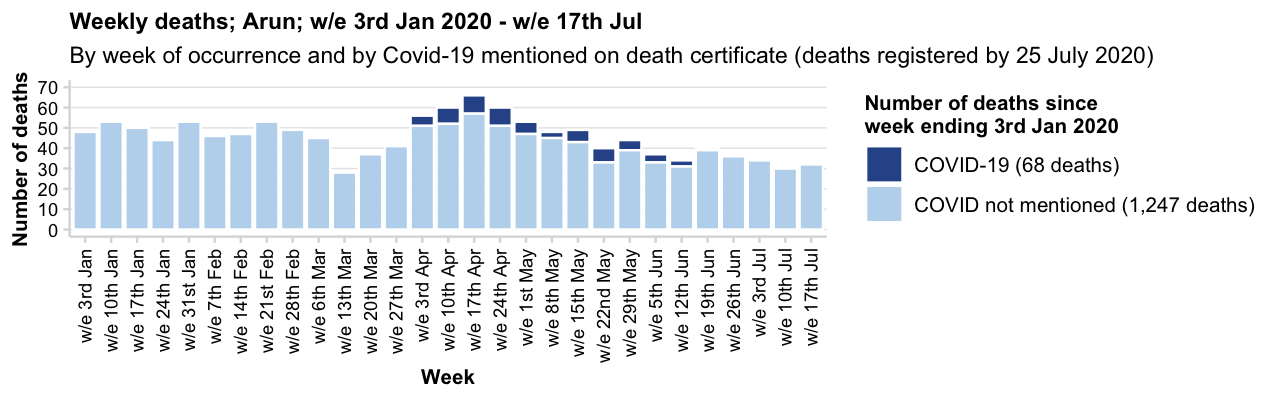 Weekly deaths; Arun; w/e 3rd Jan 2020 - w/e 17th Jul
By week of occurrence and by Covid-19 mentioned on death certificate (deaths registered by 25 July 2020)
Number of deaths
70
60
50
40
30
20
10
0
w/e 3rd Jan
w/e 10th Jan
w/e 17th Jan
w/e 24th Jan
w/e 31st Jan
w/e 7th Feb
w/e 14th Feb
w/e 21st Feb
w/e 28th Feb
w/e 6th Mar
w/e 13th Mar
w/e 20th Mar
w/e 27th Mar
w/e 3rd Apr
w/e 10th Apr
w/e 17th Apr
w/e 24th Apr
w/e 1st May
w/e 8th May
w/e 15th May
w/e 22nd May
w/e 29th May
w/e 5th Jun
w/e 12th Jun
w/e 19th Jun
w/e 26th Jun
w/e 3rd Jul
w/e 10th Jul
w/e 17th Jul
Week
Number of deaths since
week ending 3rd Jan 2020
COVID-19 (68 deaths)
COVID not mentioned (1,247 deaths)